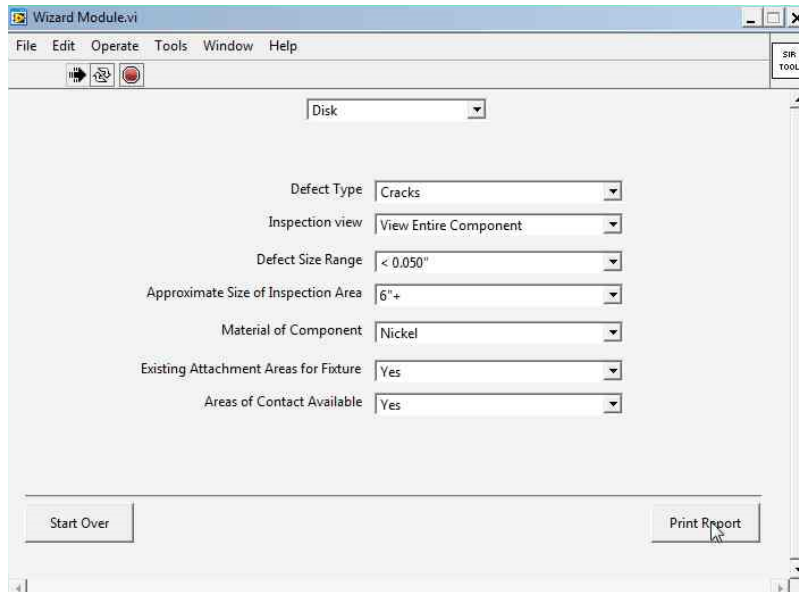 Wizard Module.vi
File Edit Operate Tools Window Help
SIR
TOOL
Disk
Defect Type Cracks
Inspection view View Entire Component
Defect Size Range < 0.050"
Approximate Size of Inspection Area 6"+
Material of Component Nickel
Existing Attachment Areas for Fixture Yes
Areas of Contact Available Yes
Start Over Print Report